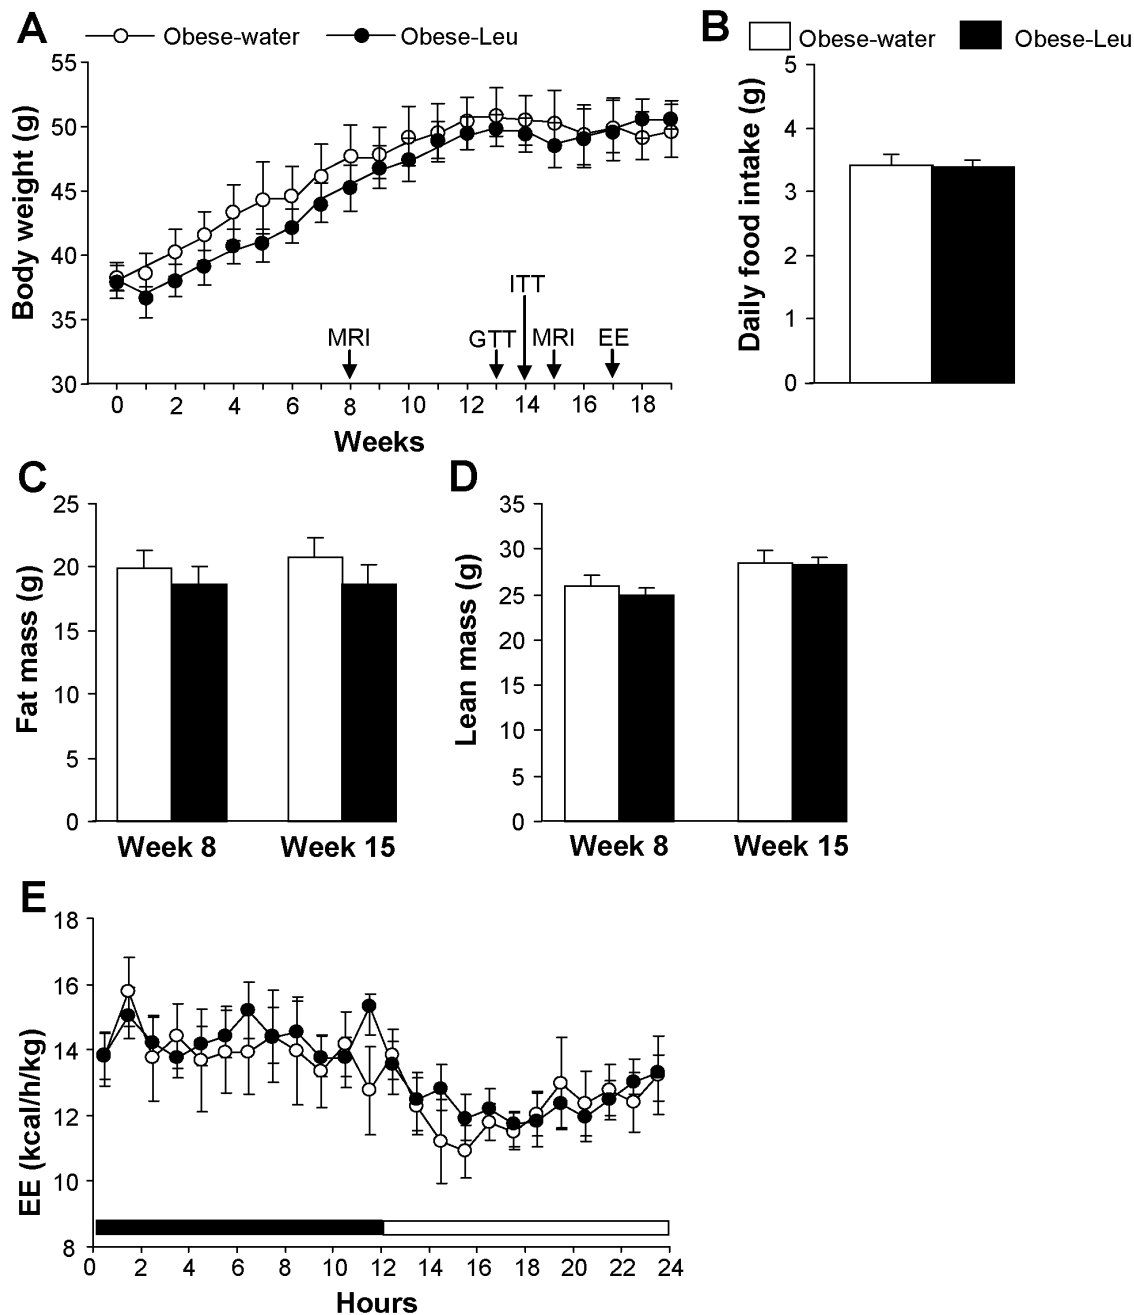 A
Obese-water
Obese-Leu
55
50
45
40
35
30
Body weight (g)
MRI
GTT
ITT
MRI
EE
0 2 4 6 8 10 12 14 16 18
Weeks
B
Obese-water
Obese-Leu
5
4
3
2
1
0
Daily food intake (g)
C
25
20
15
10
5
0
Fat mass (g)
Week 8
Week 15
D
35
30
25
20
15
10
5
0
Lean mass (g)
Week 8
Week 15
E
18
16
14
12
10
8
EE (kcal/h/kg)
0 2 4 6 8 10 12 14 16 18 20 22 24
Hours